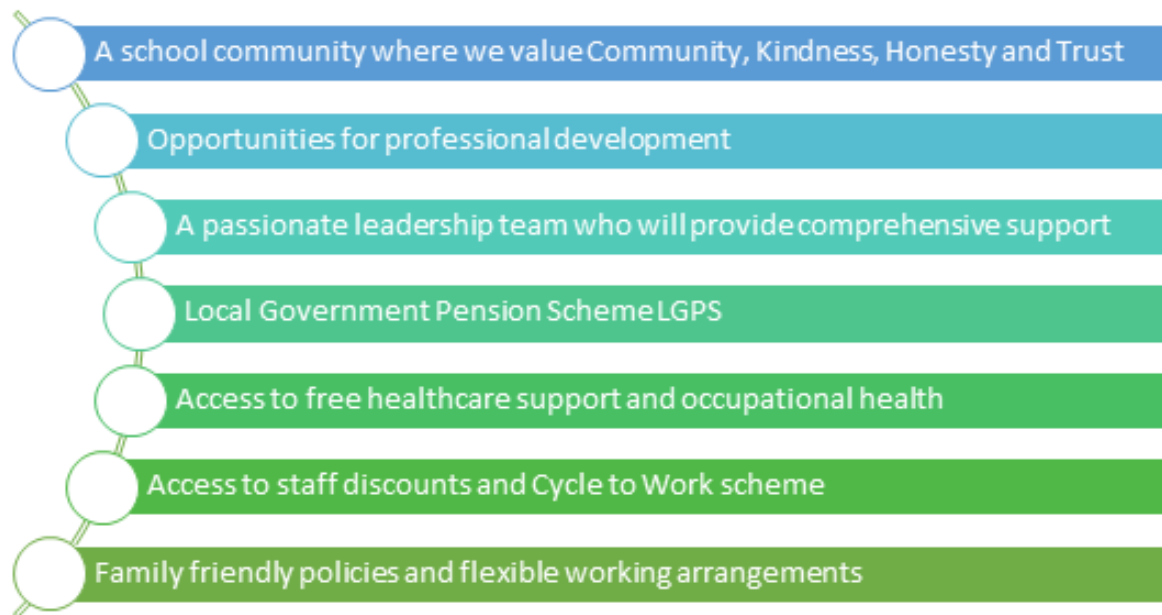 A school community where we value Community, Kindness, Honesty and Trust
Opportunities for professional development
A passionate leadership team who will provide comprehensive support
Local Government Pension Scheme LGPS
Access to free healthcare support and occupational health
Access to staff discounts and Cycle to Work scheme
Family friendly policies and flexible working arrangements